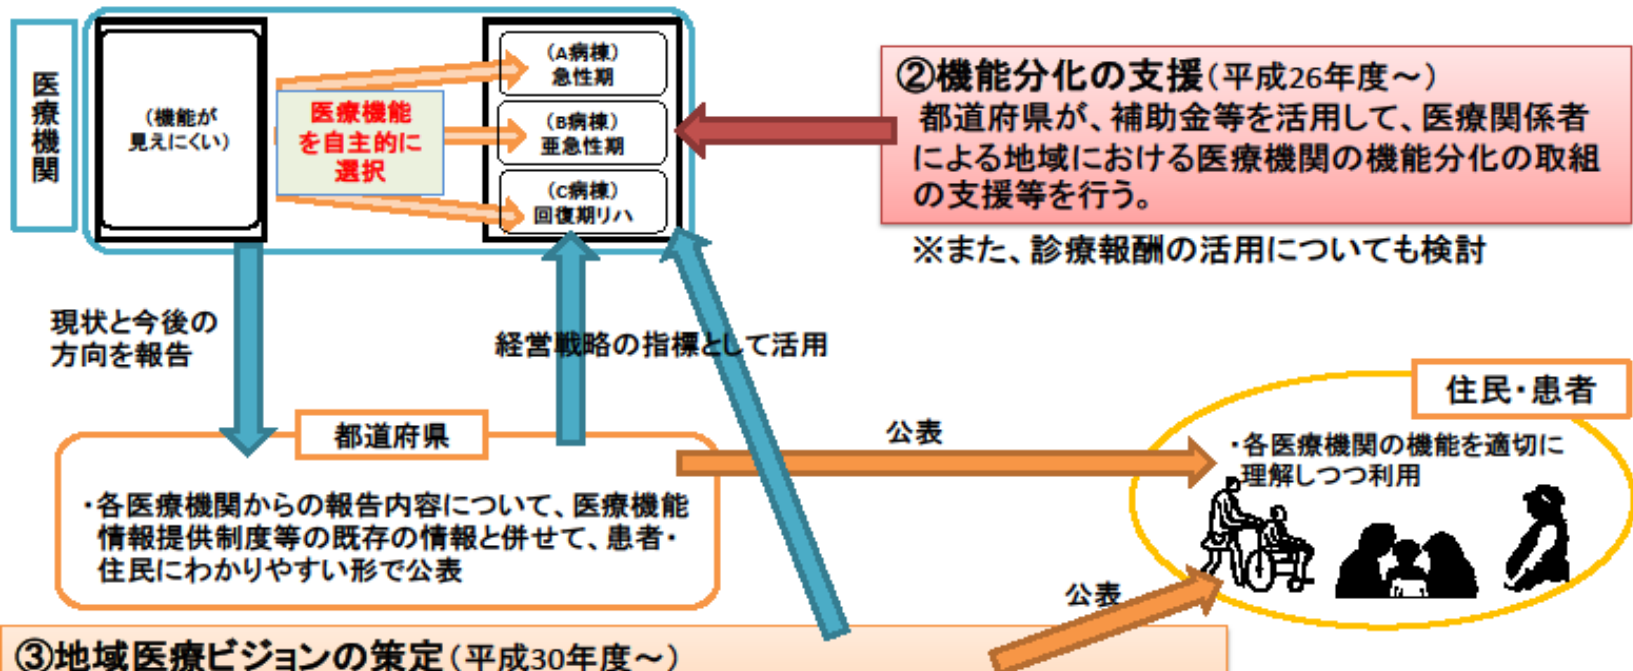 医療機関
(機能が
見えにくい)
医療機能
を自主的に
選択
(A病棟)
急性期
(B病棟)
亜急性期
(C病棟)
回復期リハ
②機能分化の支援(平成26年度~)
都道府県が、補助金等を活用して、医療関係者
による地域における医療機関の機能分化の取組
の支援等を行う。
※また、診療報酬の活用についても検討
現状と今後の
方向を報告
経営戦略の指標として活用
都道府県
・各医療機関からの報告内容について、医療機能
情報提供制度等の既存の情報と併せて、患者・
住民にわかりやすい形で公表
公表
住民・患者
・各医療機関の機能を適切に
理解しつつ利用
公表
③地域医療ビジョンの策定(平成30年度~)